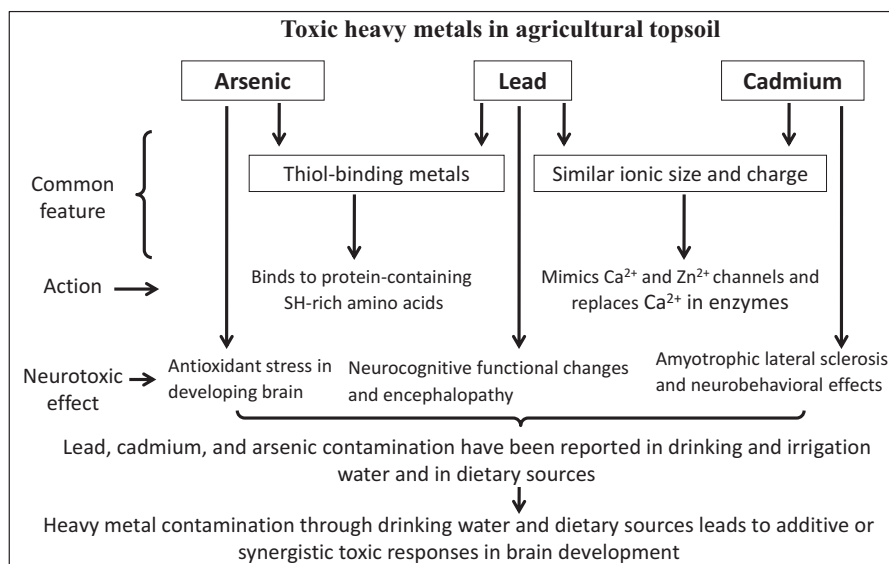 Toxic heavy metals in agricultural topsoil
Arsenic
Lead
Cadmium
Common
feature
Thiol-binding metals
Similar ionic size and charge
Action
Binds to protein-containing
SH-rich amino acids
Mimics Ca²⁺ and Zn²⁺ channels and
replaces Ca²⁺ in enzymes
Neurotoxic
effect
Antioxidant stress in
developing brain
Neurocognitive functional changes
and encephalopathy
Amyotrophic lateral sclerosis
and neurobehavioral effects
Lead, cadmium, and arsenic contamination have been reported in drinking and irrigation
water and in dietary sources
Heavy metal contamination through drinking water and dietary sources leads to additive or
synergistic toxic responses in brain development